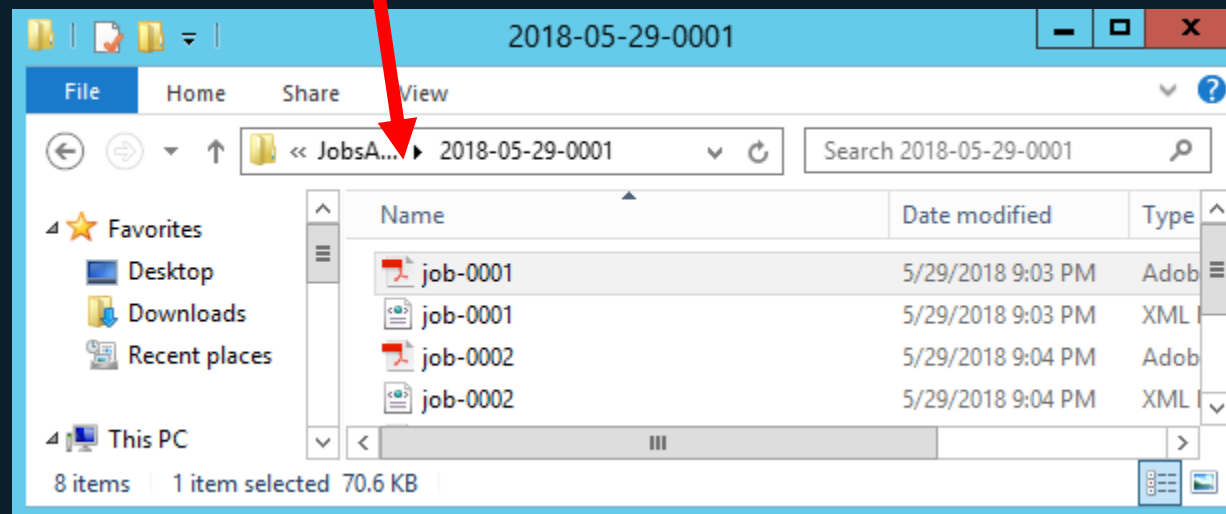 2018-05-29-0001
File Home Share View
« JobsA... 2018-05-29-0001 Search 2018-05-29-0001
Name Date modified Type
Favorites
Desktop
Downloads
Recent places
This PC
job-0001 5/29/2018 9:03 PM Adob
job-0001 5/29/2018 9:03 PM XML
job-0002 5/29/2018 9:04 PM Adob
job-0002 5/29/2018 9:04 PM XML
8 items 1 item selected 70.6 KB